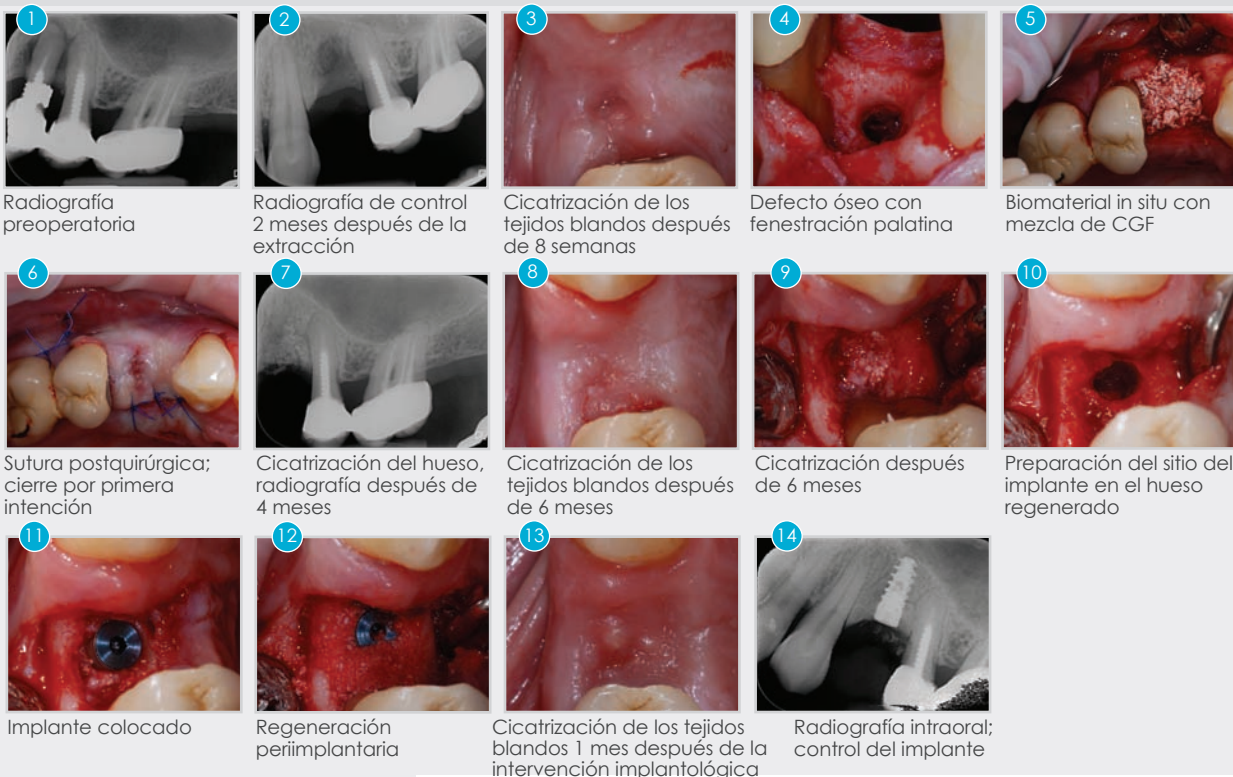 1
Radiografía
preoperatoria
2
Radiografía de control
2 meses después de la
extracción
3
Cicatrización de los
tejidos blandos después
de 8 semanas
4
Defecto óseo con
fenestración palatina
5
Biomaterial in situ con
mezcla de CGF
6
Sutura postquirúrgica;
cierre por primera
intención
7
Cicatrización del hueso,
radiografía después de
4 meses
8
Cicatrización de los
tejidos blandos después
de 6 meses
9
Cicatrización después
de 6 meses
10
Preparación del sitio del
implante en el hueso
regenerado
11
Implante colocado
12
Regeneración
periimplantaria
13
Cicatrización de los tejidos
blandos 1 mes después de la
intervención implantológica
14
Radiografía intraoral;
control del implante